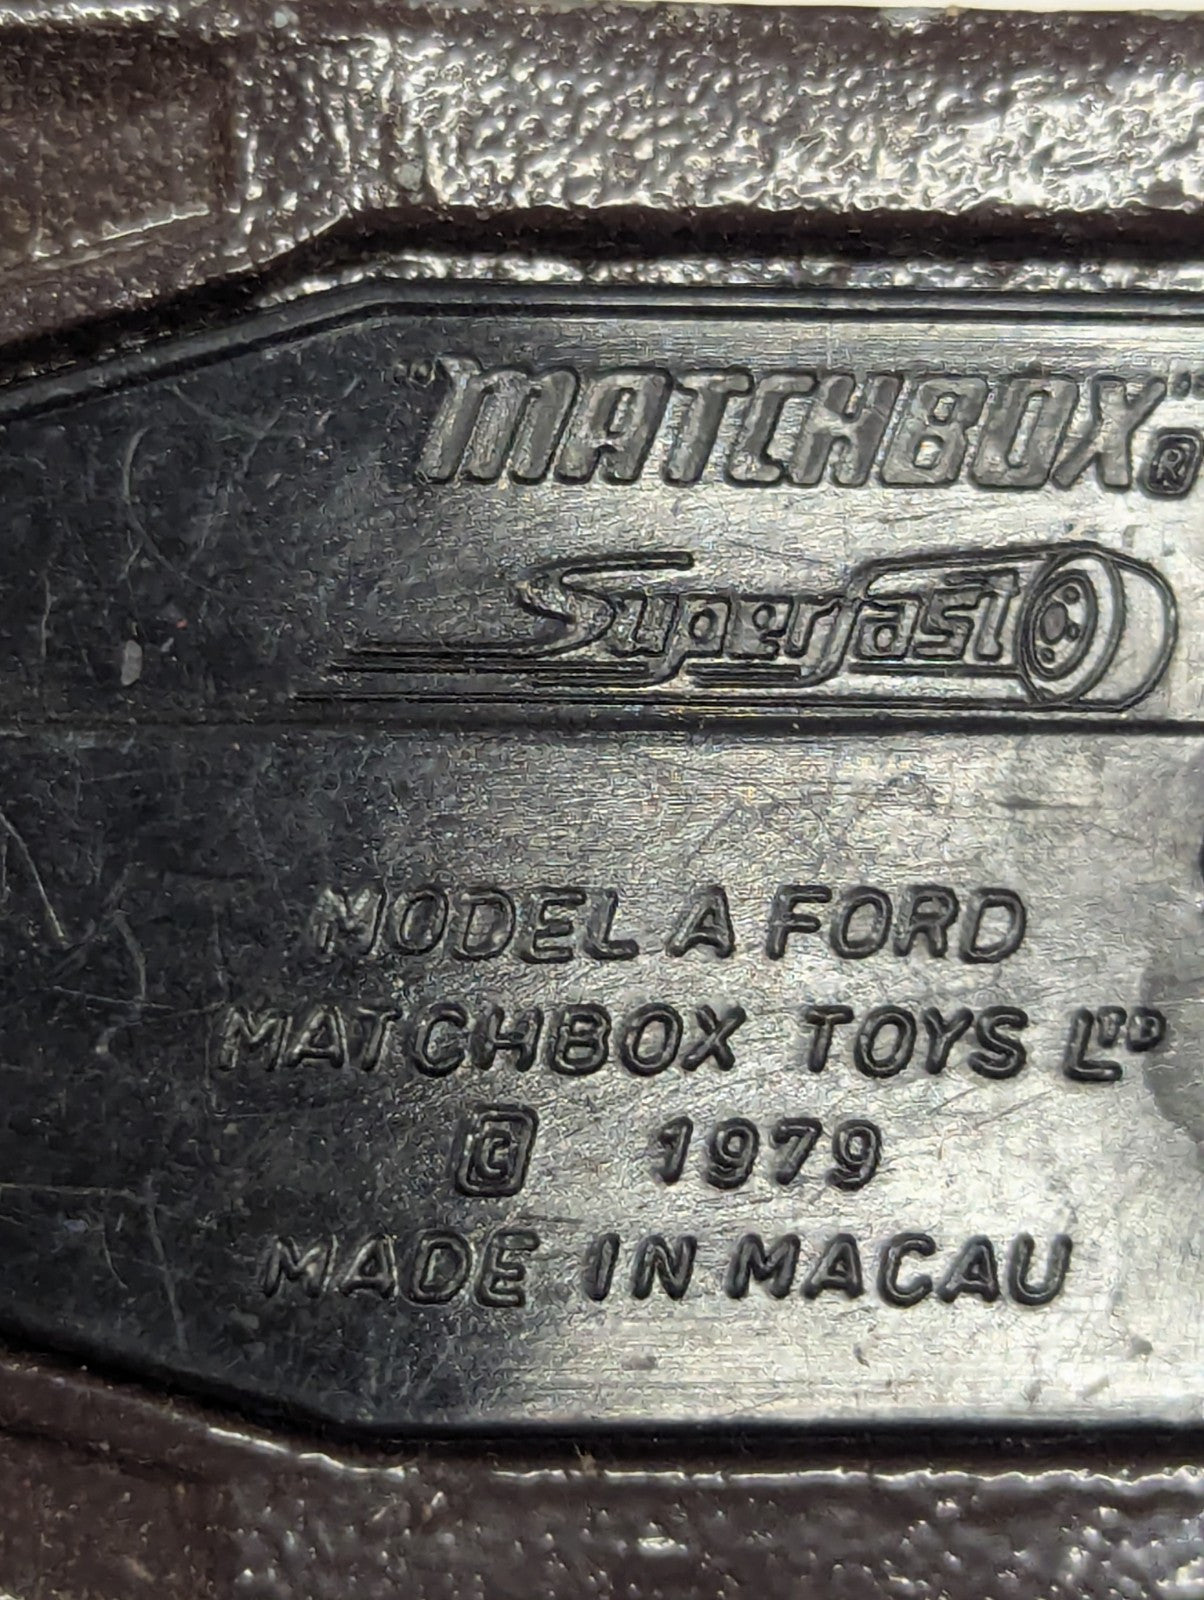 "MATCHBOX"®
Superfast
MODEL A FORD
MATCHBOX TOYS LTD
© 1979
MADE IN MACAU